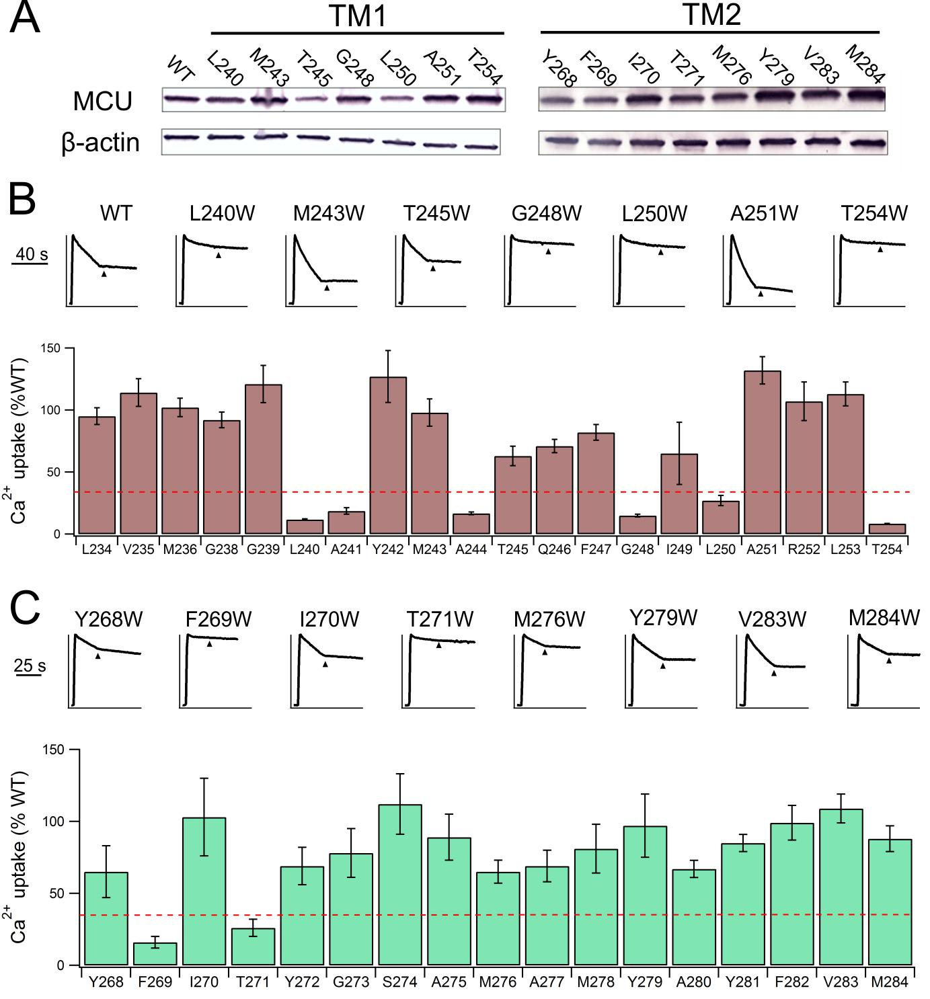 A
TM1
TM2
WT L240 M243 T245 G248 L250 A251 T254
Y268 F269 I270 T271 M276 Y279 V283 M284
MCU
β-actin
B
WT L240W M243W T245W G248W L250W A251W T254W
40 s
Ca2+ uptake (%WT)
150
100
50
0
L234 V235 M236 G238 G239 L240 A241 Y242 M243 A244 T245 Q246 F247 G248 I249 L250 A251 R252 L253 T254
C
Y268W F269W I270W T271W M276W Y279W V283W M284W
25 s
Ca2+ uptake (% WT)
150
100
50
0
Y268 F269 I270 T271 Y272 G273 S274 A275 M276 A277 M278 Y279 A280 Y281 F282 V283 M284